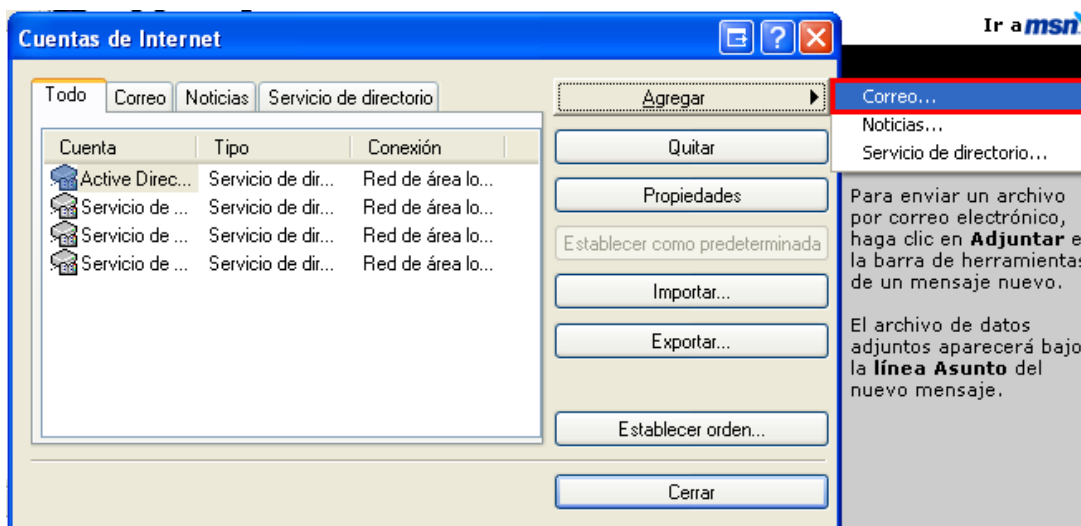 Ir a msn
Cuentas de Internet
Todo Correo Noticias Servicio de directorio
Agregar
Correo...
Noticias...
Servicio de directorio...
Cuenta Tipo Conexión
Active Direc... Servicio de dir... Red de área lo...
Servicio de ... Servicio de dir... Red de área lo...
Servicio de ... Servicio de dir... Red de área lo...
Servicio de ... Servicio de dir... Red de área lo...
Quitar
Propiedades
Establecer como predeterminada
Importar...
Exportar...
Establecer orden...
Cerrar
Para enviar un archivo
por correo electrónico,
haga clic en Adjuntar e
la barra de herramientas
de un mensaje nuevo.
El archivo de datos
adjuntos aparecerá bajo
la línea Asunto del
nuevo mensaje.